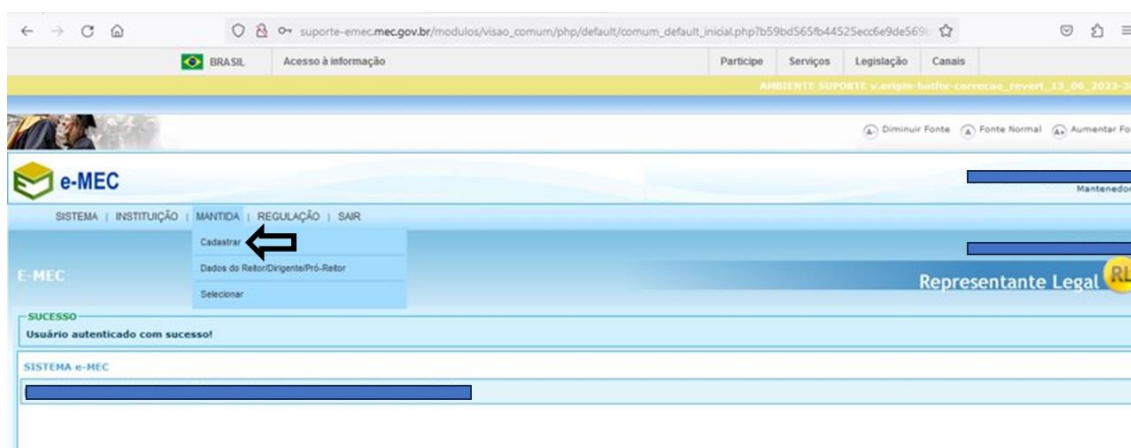 suporte-emec.mec.gov.br/modulos/visao_comum/php/default/comum_default_inicial.php?b59bd565fb44525ecc6e9de569
BRASIL Acesso à informação Participe Serviços Legislação Canais
AMBIENTE SUPORTE
Diminuir Fonte Fonte Normal Aumentar Fo
e-MEC
Mantenedor
SISTEMA | INSTITUIÇÃO | MANTIDA | REGULAÇÃO | SAIR
Cadastrar
Dados do Reitor/Dirigente/Pró-Reitor
Selecionar
E-MEC
Representante Legal RL
SUCESSO
Usuário autenticado com sucesso!
SISTEMA e-MEC